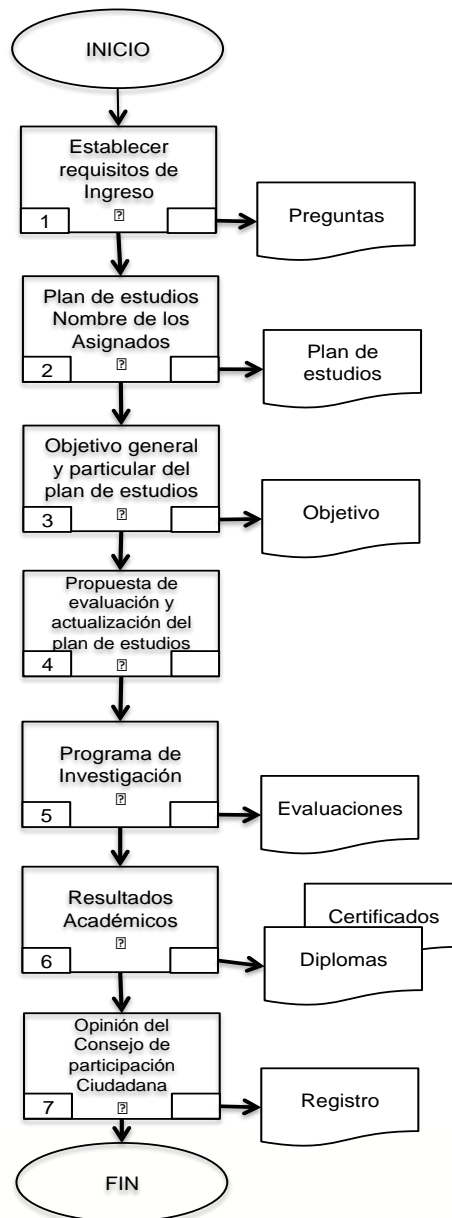 INICIO
Establecer
requisitos de
Ingreso
1
Preguntas
Plan de estudios
Nombre de los
Asignados
2
Plan de
estudios
Objetivo general
y particular del
plan de estudios
3
Objetivo
Propuesta de
evaluación y
actualización del
plan de estudios
4
Programa de
Investigación
5
Evaluaciones
Resultados
Académicos
6
Certificados
Diplomas
Opinión del
Consejo de
participación
Ciudadana
7
Registro
FIN